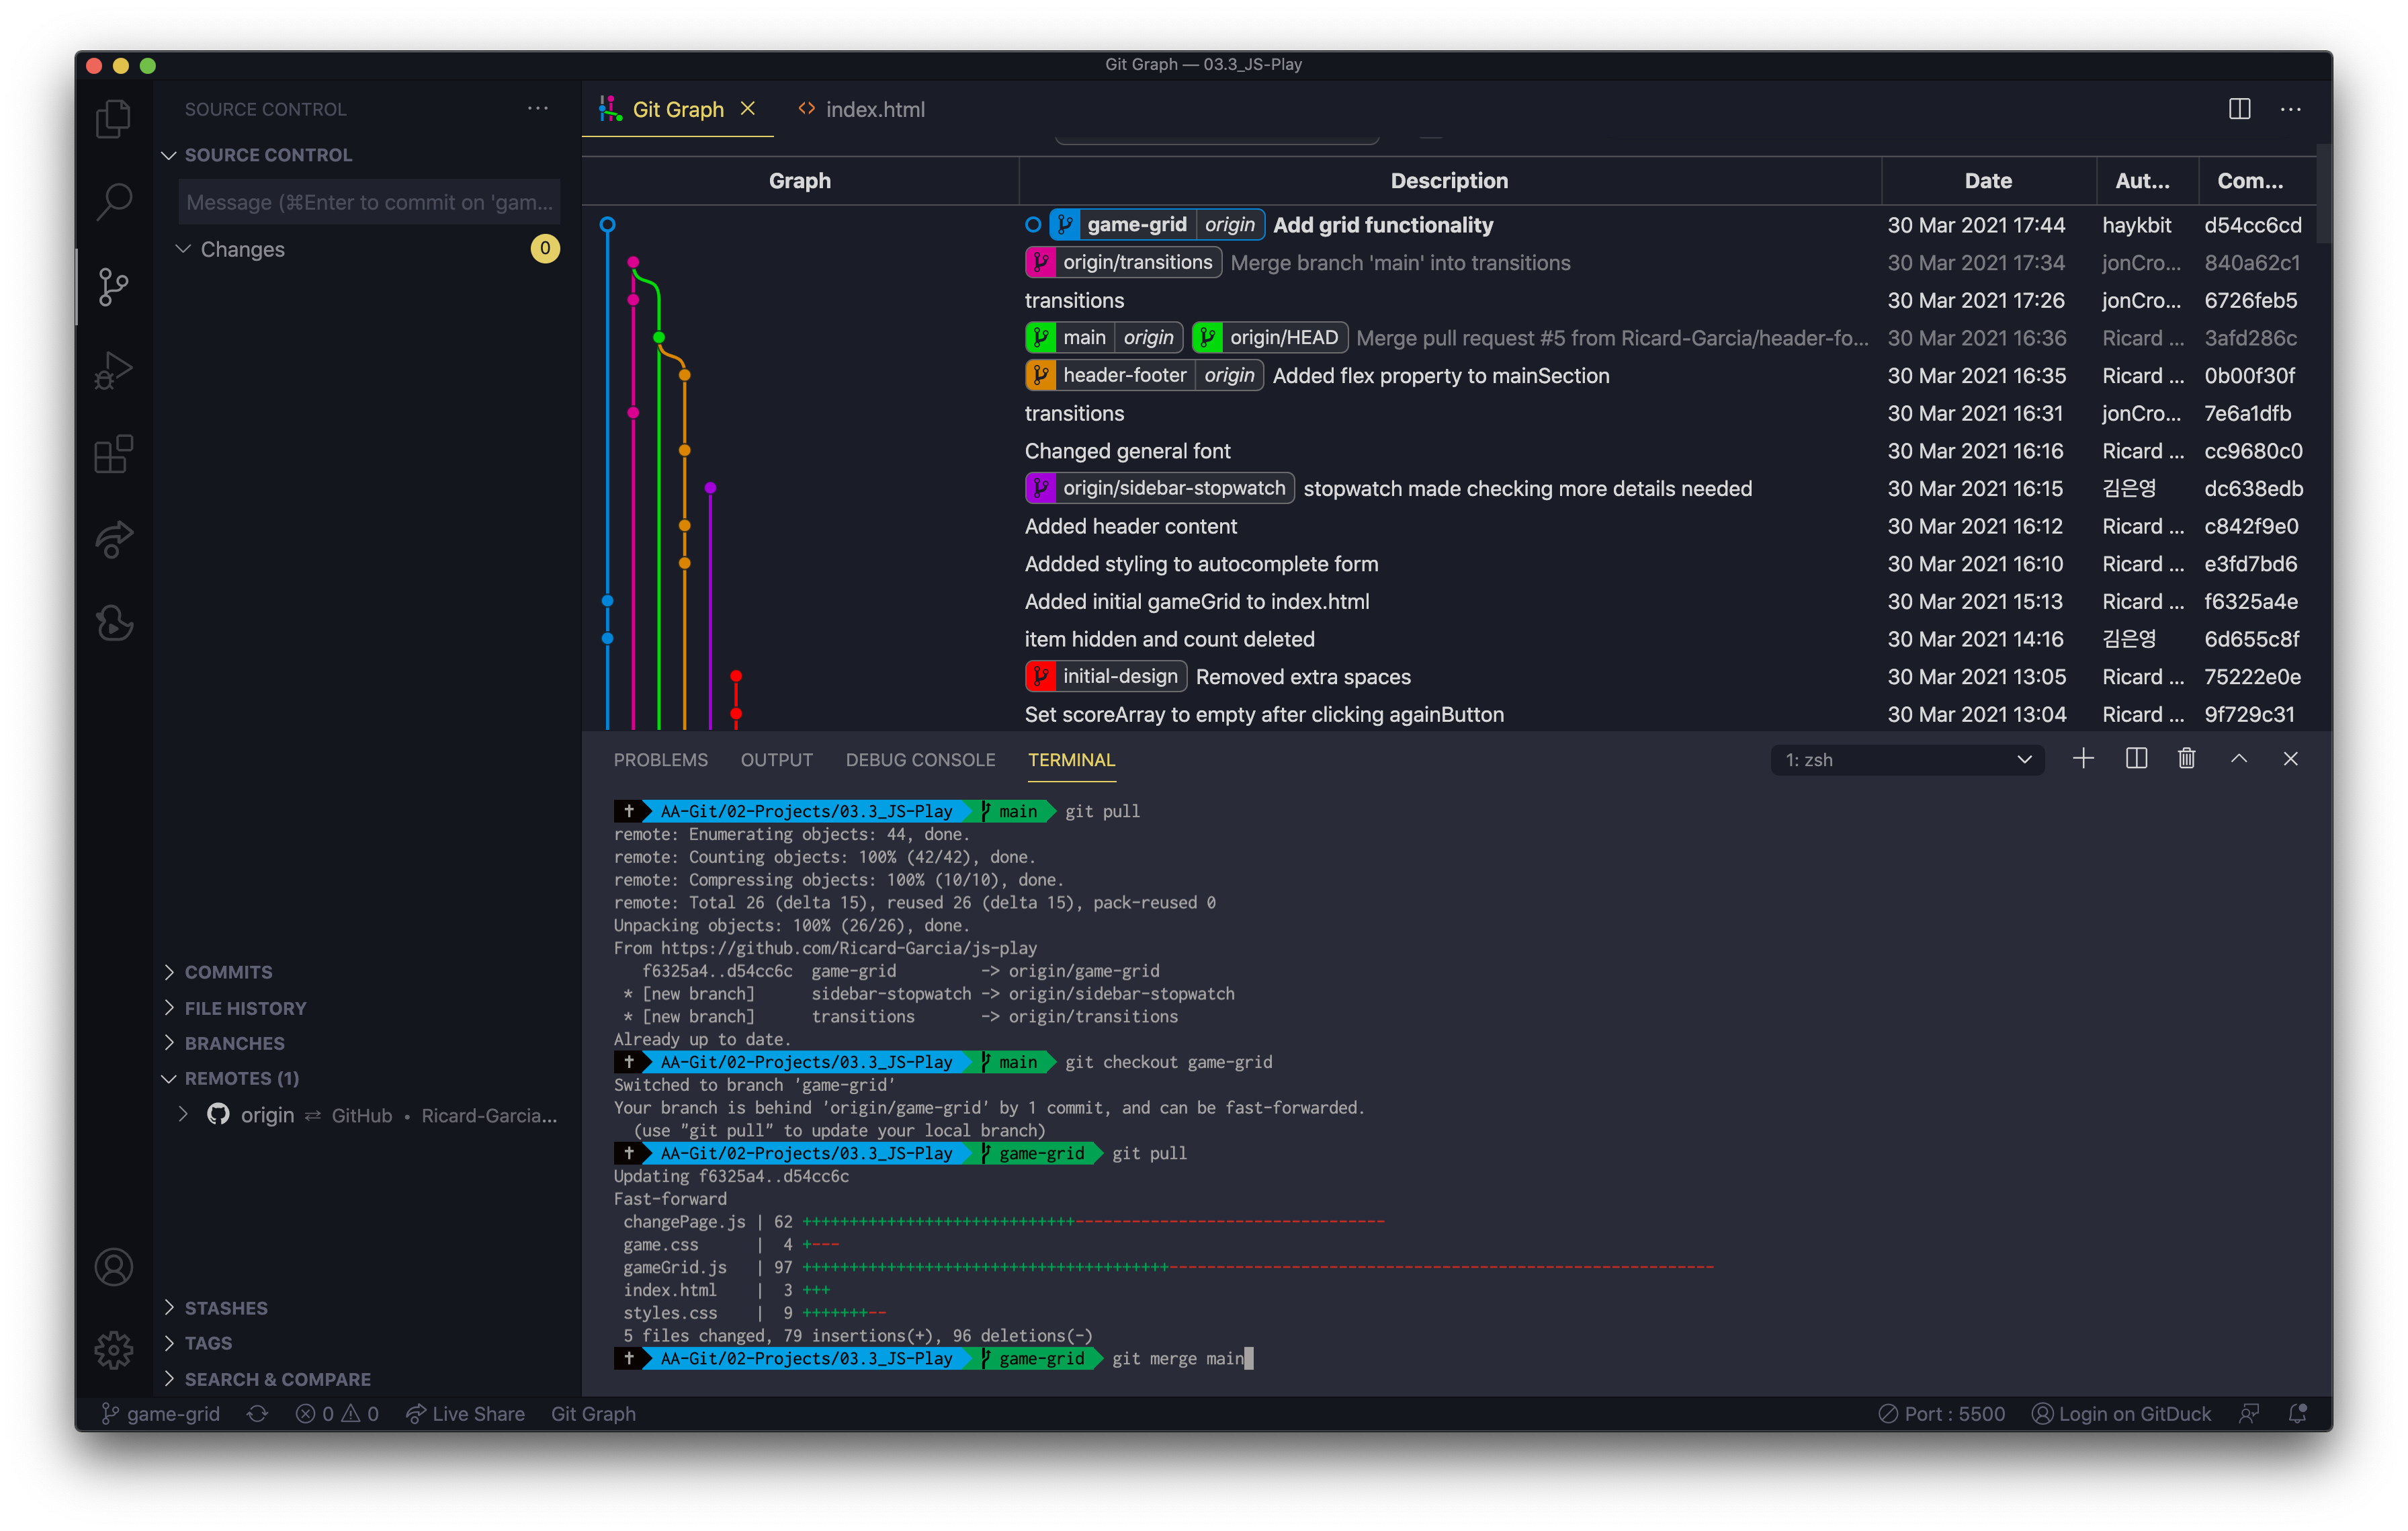 Git Graph — 03.3_JS-Play
SOURCE CONTROL
SOURCE CONTROL
Message (⌘Enter to commit on 'gam...
Changes 0
COMMITS
FILE HISTORY
BRANCHES
REMOTES (1)
origin ⇄ GitHub • Ricard-Garcia...
STASHES
TAGS
SEARCH & COMPARE
Git Graph index.html
Graph Description Date Aut... Com...
game-grid origin Add grid functionality 30 Mar 2021 17:44 haykbit d54cc6cd
origin/transitions Merge branch 'main' into transitions 30 Mar 2021 17:34 jonCro... 840a62c1
transitions 30 Mar 2021 17:26 jonCro... 6726feb5
main origin origin/HEAD Merge pull request #5 from Ricard-Garcia/header-fo... 30 Mar 2021 16:36 Ricard ... 3afd286c
header-footer origin Added flex property to mainSection 30 Mar 2021 16:35 Ricard ... 0b00f30f
transitions 30 Mar 2021 16:31 jonCro... 7e6a1dfb
Changed general font 30 Mar 2021 16:16 Ricard ... cc9680c0
origin/sidebar-stopwatch stopwatch made checking more details needed 30 Mar 2021 16:15 김은영 dc638edb
Added header content 30 Mar 2021 16:12 Ricard ... c842f9e0
Addded styling to autocomplete form 30 Mar 2021 16:10 Ricard ... e3fd7bd6
Added initial gameGrid to index.html 30 Mar 2021 15:13 Ricard ... f6325a4e
item hidden and count deleted 30 Mar 2021 14:16 김은영 6d655c8f
initial-design Removed extra spaces 30 Mar 2021 13:05 Ricard ... 75222e0e
Set scoreArray to empty after clicking againButton 30 Mar 2021 13:04 Ricard ... 9f729c31
PROBLEMS OUTPUT DEBUG CONSOLE TERMINAL 1: zsh
† AA-Git/02-Projects/03.3_JS-Play main git pull
remote: Enumerating objects: 44, done.
remote: Counting objects: 100% (42/42), done.
remote: Compressing objects: 100% (10/10), done.
remote: Total 26 (delta 15), reused 26 (delta 15), pack-reused 0
Unpacking objects: 100% (26/26), done.
From https://github.com/Ricard-Garcia/js-play
f6325a4..d54cc6c game-grid -> origin/game-grid
* [new branch] sidebar-stopwatch -> origin/sidebar-stopwatch
* [new branch] transitions -> origin/transitions
Already up to date.
† AA-Git/02-Projects/03.3_JS-Play main git checkout game-grid
Switched to branch 'game-grid'
Your branch is behind 'origin/game-grid' by 1 commit, and can be fast-forwarded.
(use "git pull" to update your local branch)
† AA-Git/02-Projects/03.3_JS-Play game-grid git pull
Updating f6325a4..d54cc6c
Fast-forward
changePage.js | 62 +++++++++++++++++++++++++++++---------------------------------
game.css | 4 +---
gameGrid.js | 97 +++++++++++++++++++++++++++++++++++++++----------------------------------------------------------
index.html | 3 +++
styles.css | 9 +++++++--
5 files changed, 79 insertions(+), 96 deletions(-)
† AA-Git/02-Projects/03.3_JS-Play game-grid git merge main
game-grid 0 0 Live Share Git Graph Port : 5500 Login on GitDuck